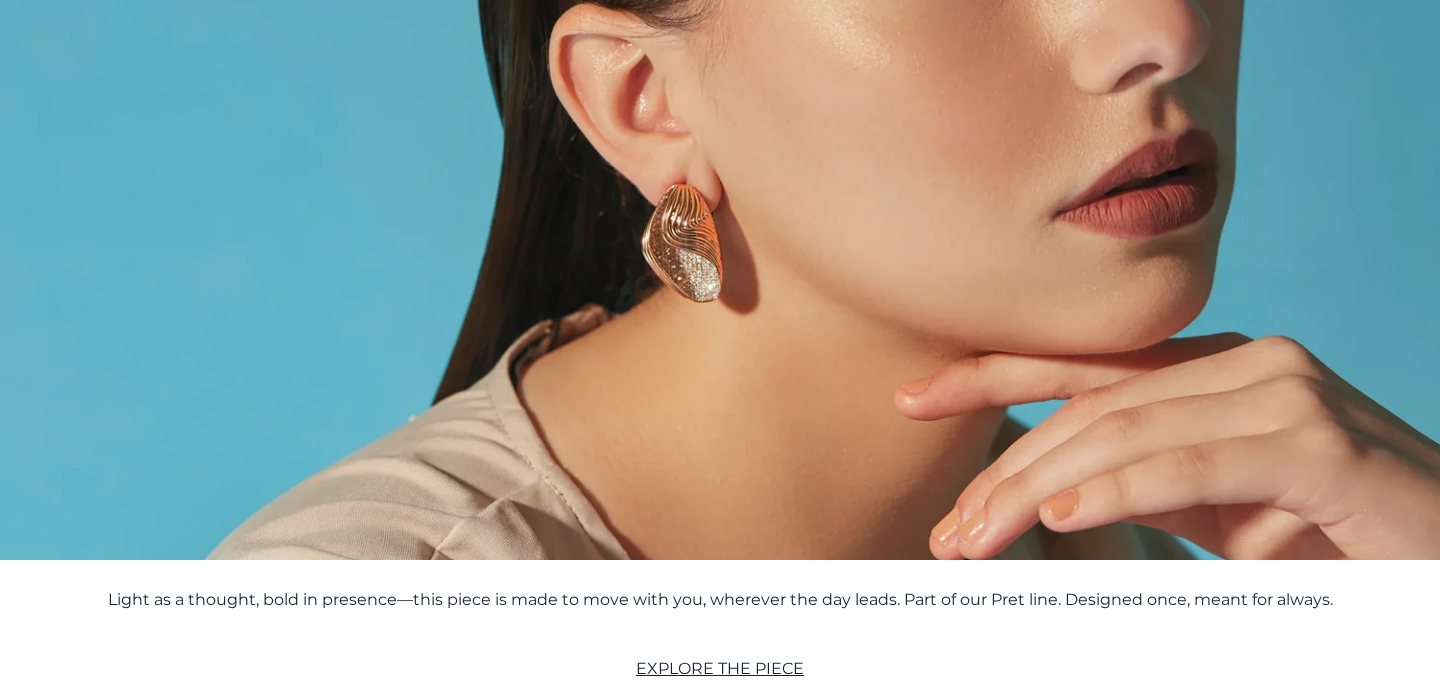 Light as a thought, bold in presence—this piece is made to move with you, wherever the day leads. Part of our Pret line. Designed once, meant for always.
EXPLORE THE PIECE